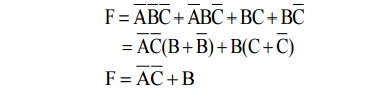 F = A̅B̅C̅ + A̅BC̅ + BC + BC̅
= A̅C̅(B + B̅) + B(C + C̅)
F = A̅C̅ + B